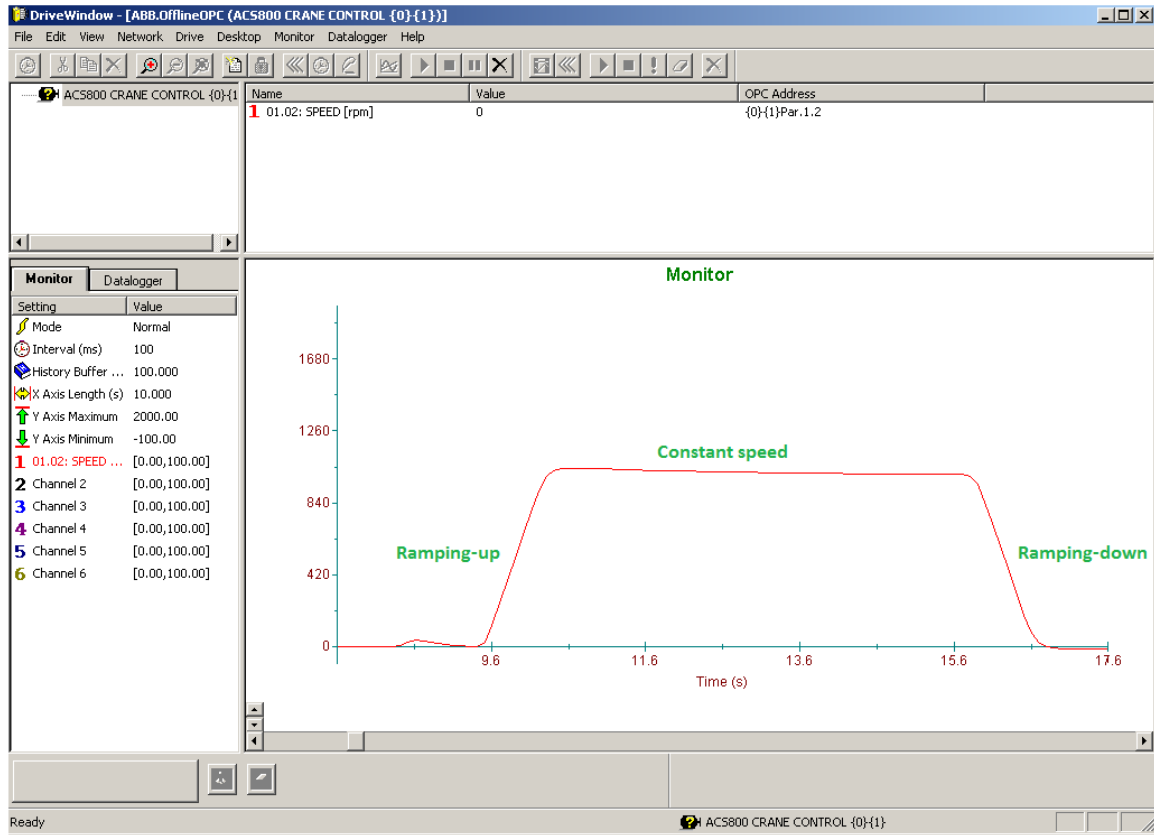 DriveWindow - [ABB.OfflineOPC (ACS800 CRANE CONTROL {0}{1})]
File Edit View Network Drive Desktop Monitor Datalogger Help
ACS800 CRANE CONTROL {0}{1
Name Value OPC Address
1 01.02: SPEED [rpm] 0 {0}{1}Par.1.2
Monitor Datalogger
Setting Value
Mode Normal
Interval (ms) 100
History Buffer ... 100.000
X Axis Length (s) 10.000
Y Axis Maximum 2000.00
Y Axis Minimum -100.00
1 01.02: SPEED ... [0.00,100.00]
2 Channel 2 [0.00,100.00]
3 Channel 3 [0.00,100.00]
4 Channel 4 [0.00,100.00]
5 Channel 5 [0.00,100.00]
6 Channel 6 [0.00,100.00]
Monitor
1680
1260
Constant speed
840
Ramping-up
Ramping-down
420
0
9.6 11.6 13.6 15.6 17.6
Time (s)
Ready
ACS800 CRANE CONTROL {0}{1}